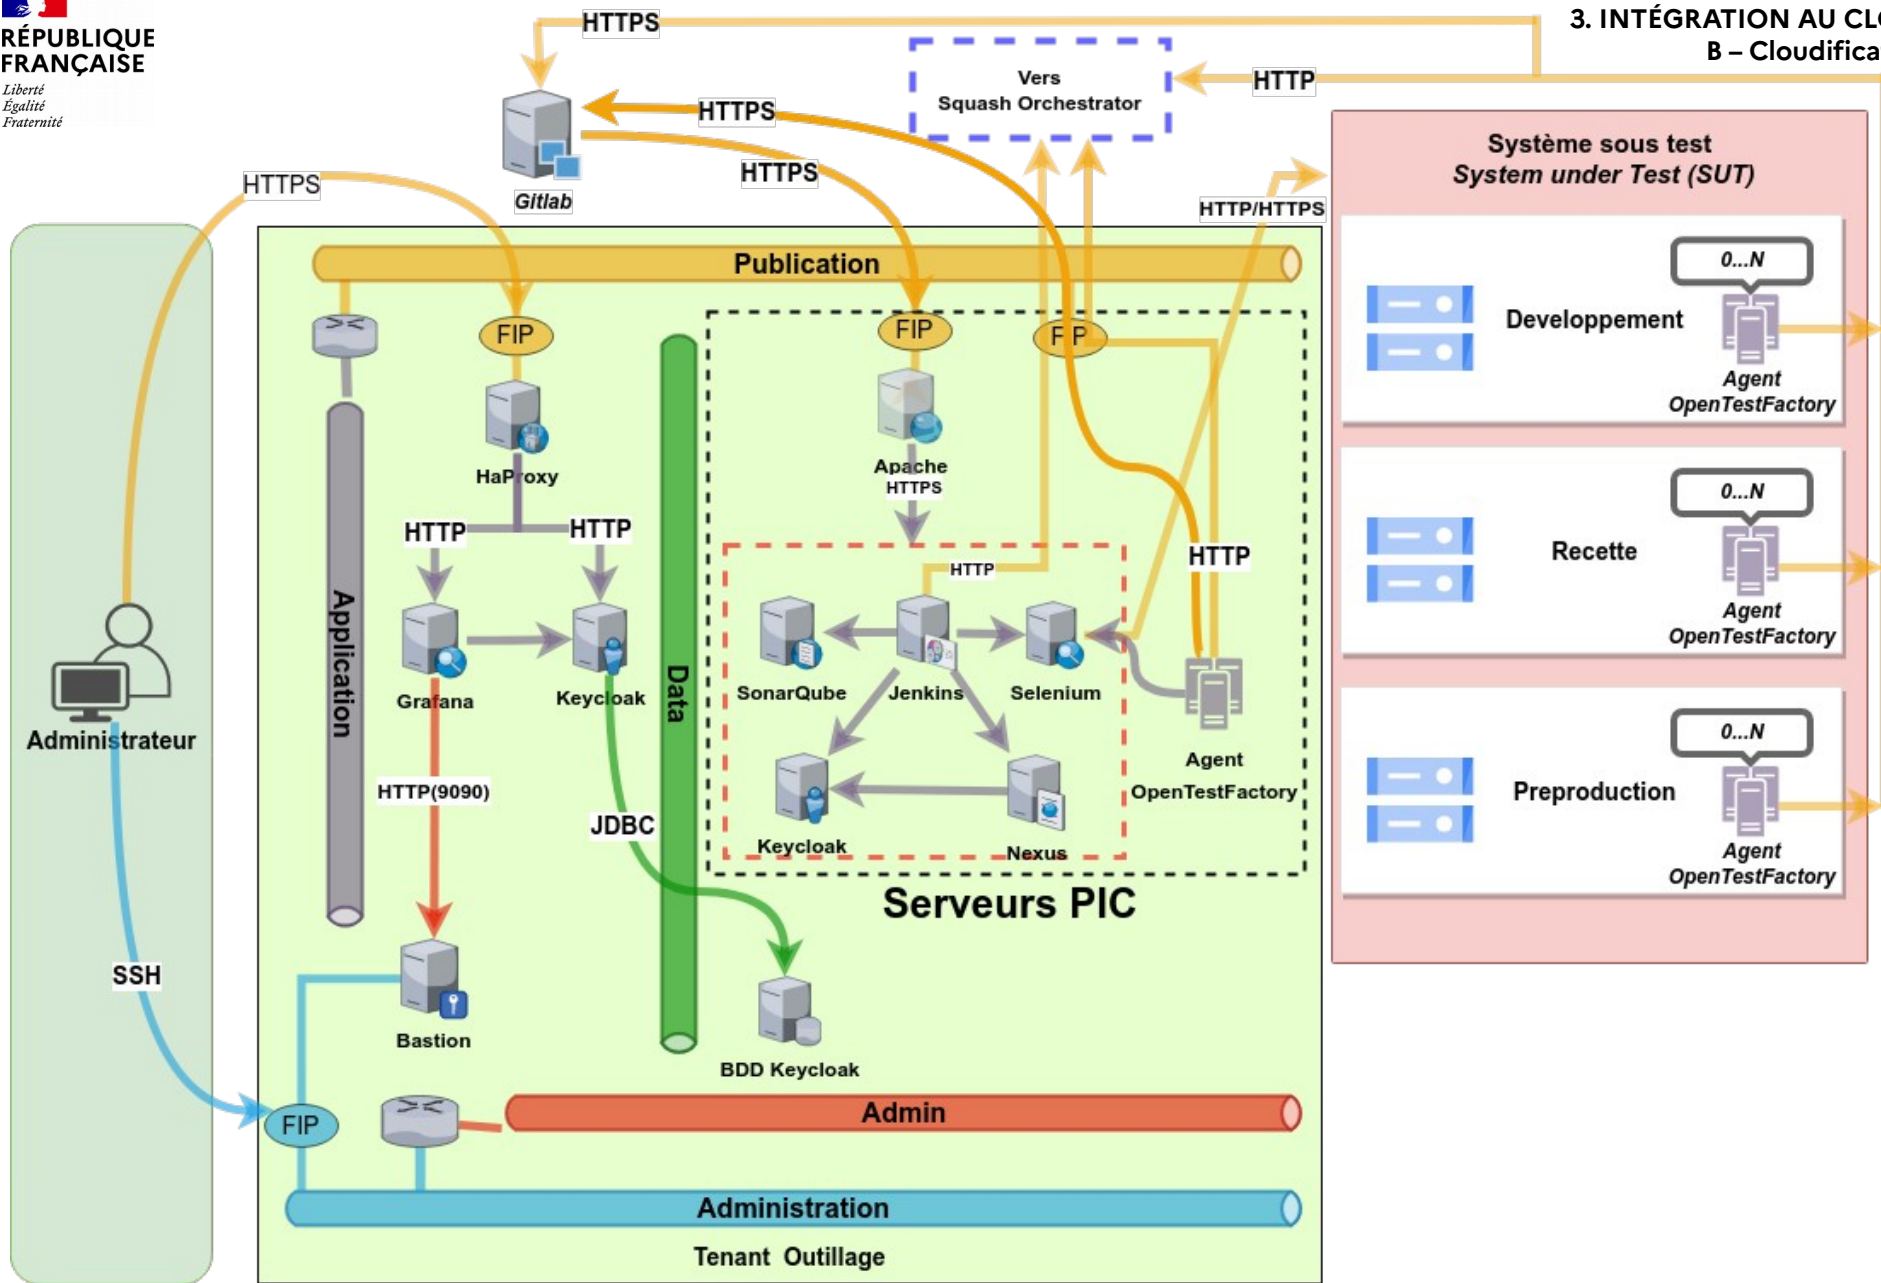 RÉPUBLIQUE
FRANÇAISE
Liberté
Égalité
Fraternité
3. INTÉGRATION AU CLO
B – Cloudifica
HTTPS
Vers
Squash Orchestrator
HTTP
HTTPS
HTTPS
Gitlab
HTTPS
HTTP/HTTPS
Système sous test
System under Test (SUT)
0...N
Developpement
Agent
OpenTestFactory
0...N
Recette
Agent
OpenTestFactory
0...N
Preproduction
Agent
OpenTestFactory
Publication
FIP
FIP
FIP
HaProxy
HTTP
HTTP
Application
Data
Grafana
Keycloak
HTTP(9090)
JDBC
Bastion
BDD Keycloak
Apache
HTTPS
HTTP
HTTP
SonarQube
Jenkins
Selenium
Keycloak
Nexus
Agent
OpenTestFactory
Serveurs PIC
Administrateur
SSH
FIP
Admin
Administration
Tenant Outillage